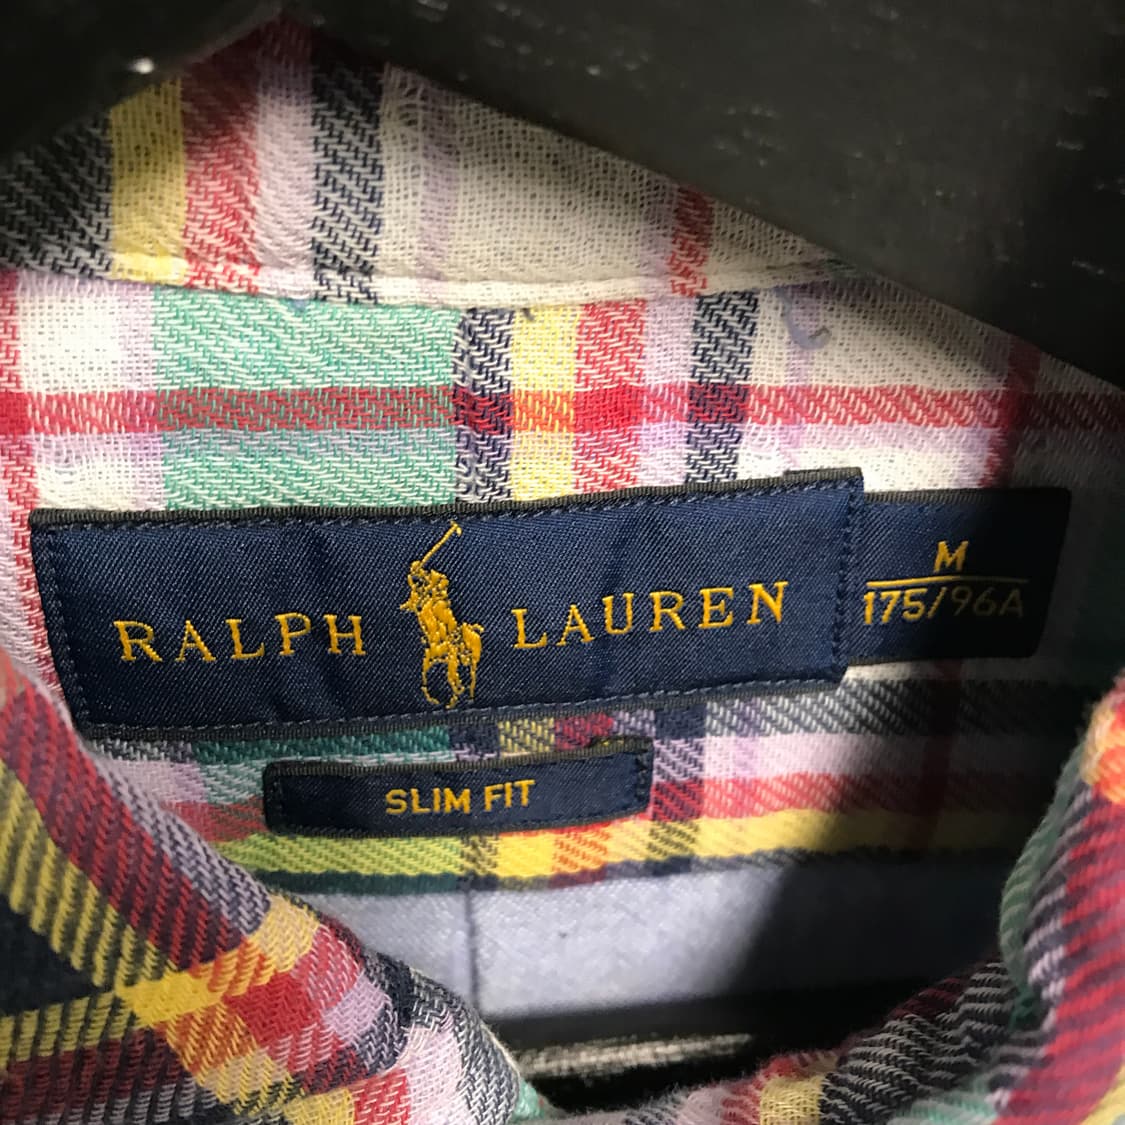 RALPH LAUREN
M
175/96A
SLIM FIT